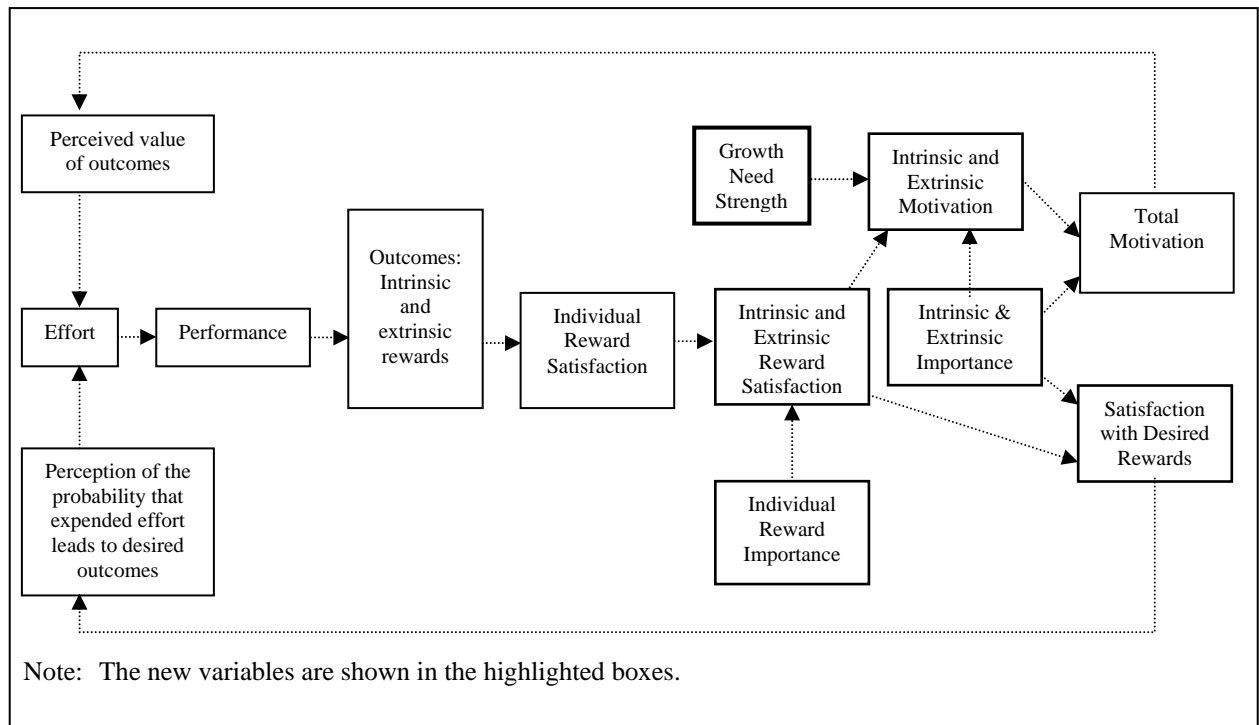 Perceived value
of outcomes
Growth
Need
Strength
Intrinsic and
Extrinsic
Motivation
Total
Motivation
Outcomes:
Intrinsic
and
extrinsic
rewards
Effort
Performance
Individual
Reward
Satisfaction
Intrinsic and
Extrinsic
Reward
Satisfaction
Intrinsic &
Extrinsic
Importance
Satisfaction
with Desired
Rewards
Perception of the
probability that
expended effort
leads to desired
outcomes
Individual
Reward
Importance
Note: The new variables are shown in the highlighted boxes.